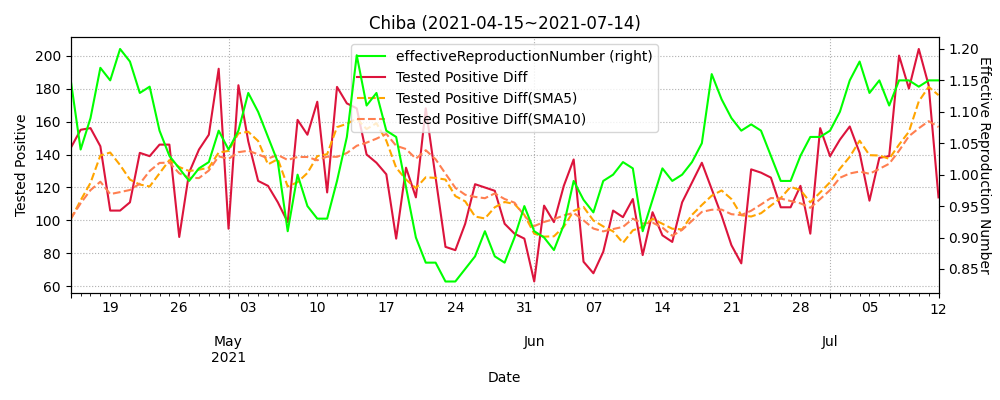 Chiba (2021-04-15~2021-07-14)
effectiveReproductionNumber (right)
Tested Positive Diff
Tested Positive Diff(SMA5)
Tested Positive Diff(SMA10)
Tested Positive
200
180
160
140
120
100
80
60
1.20
1.15
1.10
1.05
1.00
0.95
0.90
0.85
Effective Reproduction Number
19 26 03 10 17 24 31 07 14 21 28 05 12
May Jun Jul
2021
Date